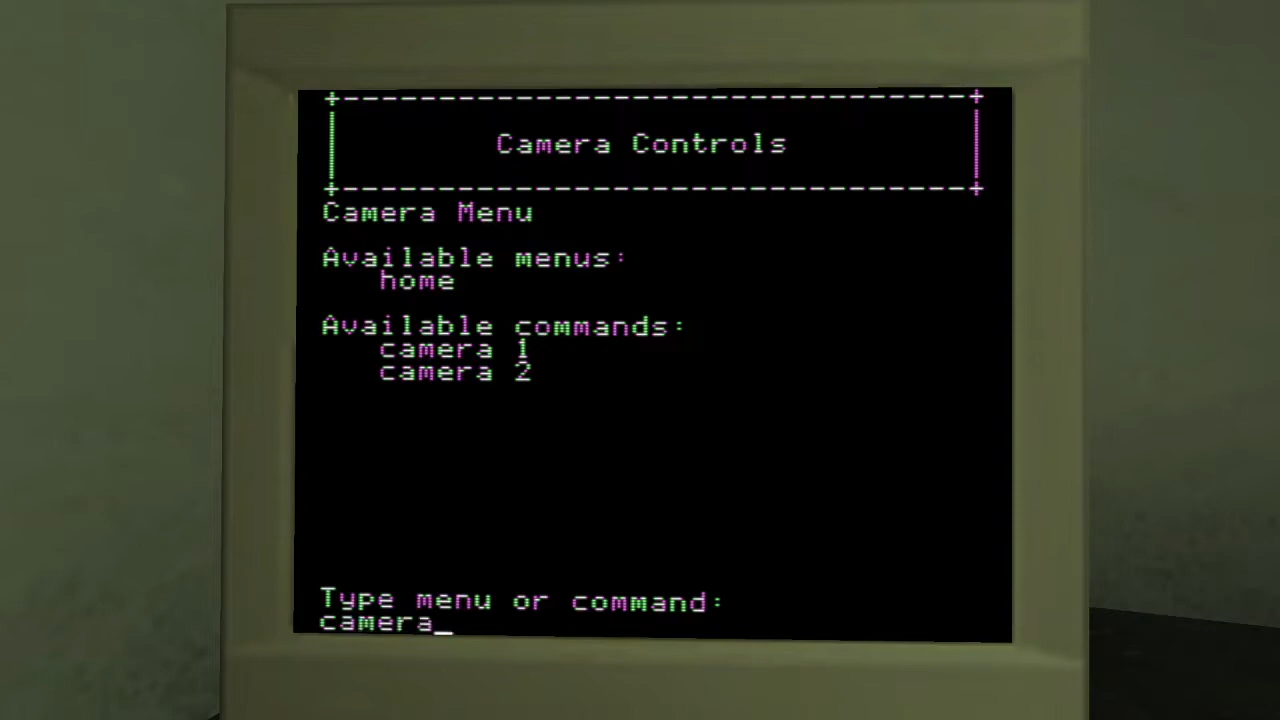 Camera Controls
Camera Menu
Available menus:
home
Available commands:
camera 1
camera 2
Type menu or command:
camera_